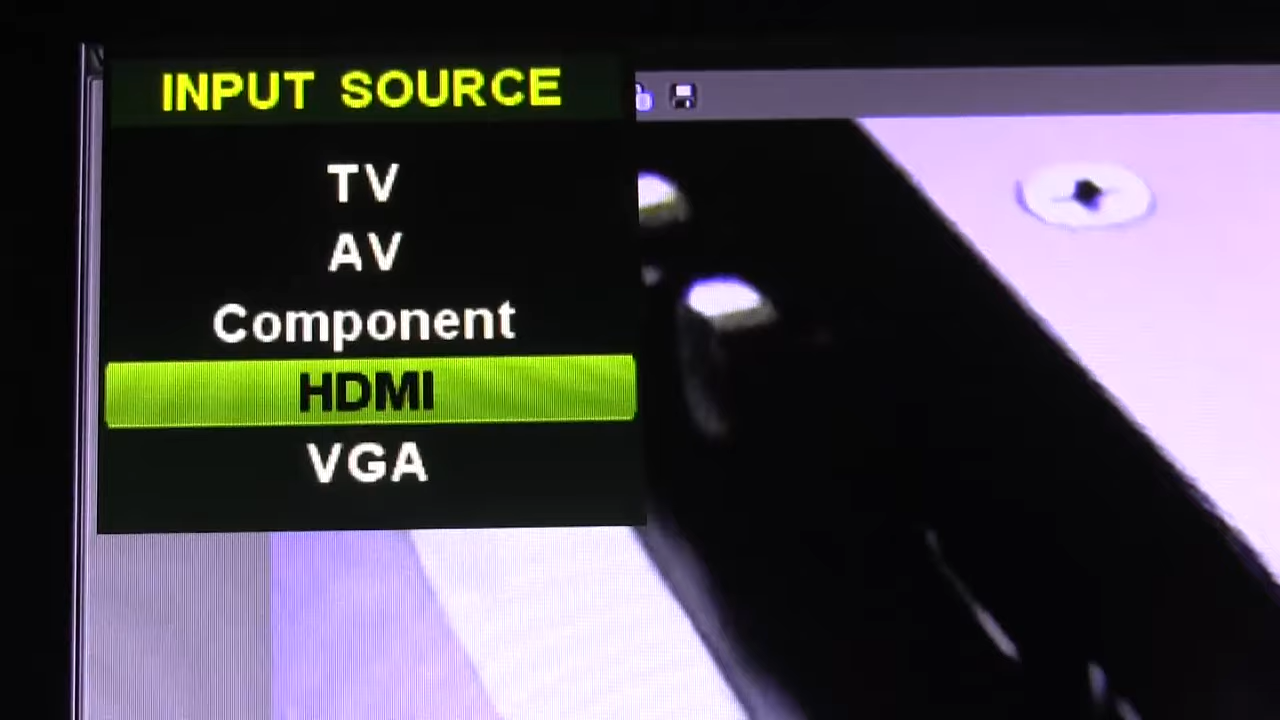 INPUT SOURCE
TV
AV
Component
HDMI
VGA